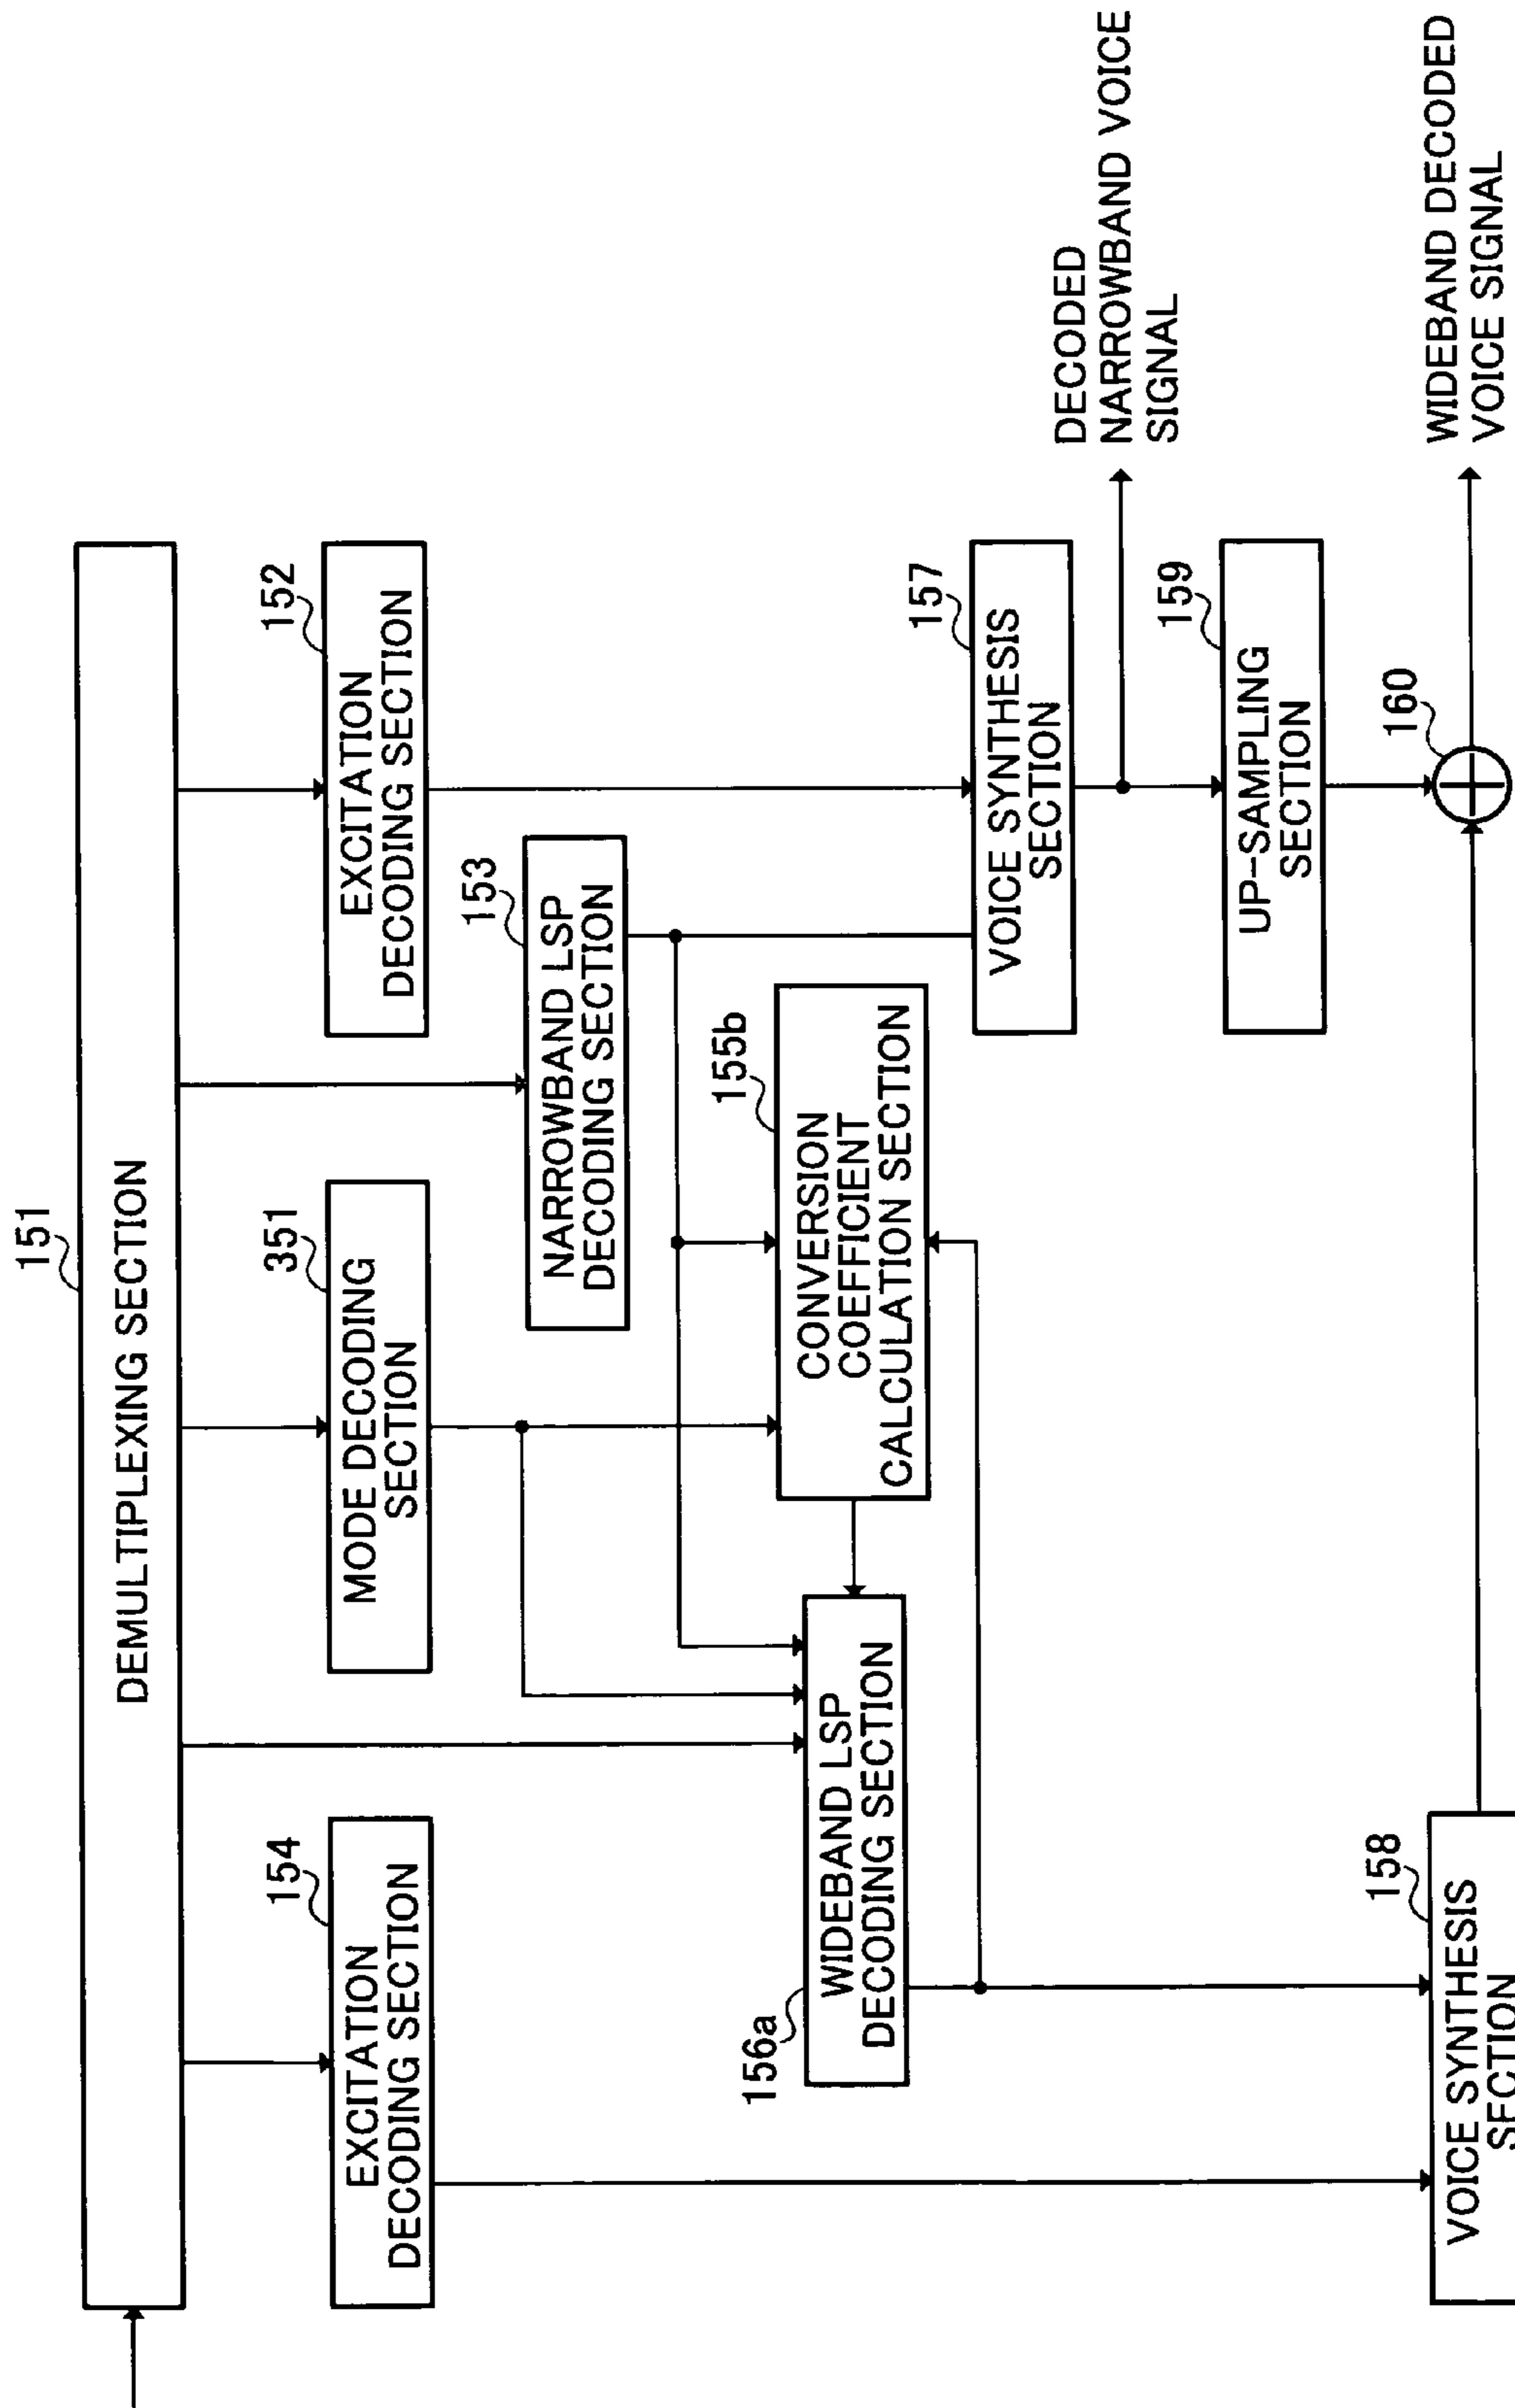 151
DEMULTIPLEXING SECTION
154
EXCITATION
DECODING SECTION
351
MODE DECODING
SECTION
152
EXCITATION
DECODING SECTION
153
NARROWBAND LSP
DECODING SECTION
156a
WIDEBAND LSP
DECODING SECTION
155b
CONVERSION
COEFFICIENT
CALCULATION SECTION
157
VOICE SYNTHESIS
SECTION
DECODED
NARROWBAND VOICE
SIGNAL
159
UP-SAMPLING
SECTION
158
VOICE SYNTHESIS
SECTION
160
WIDEBAND DECODED
VOICE SIGNAL